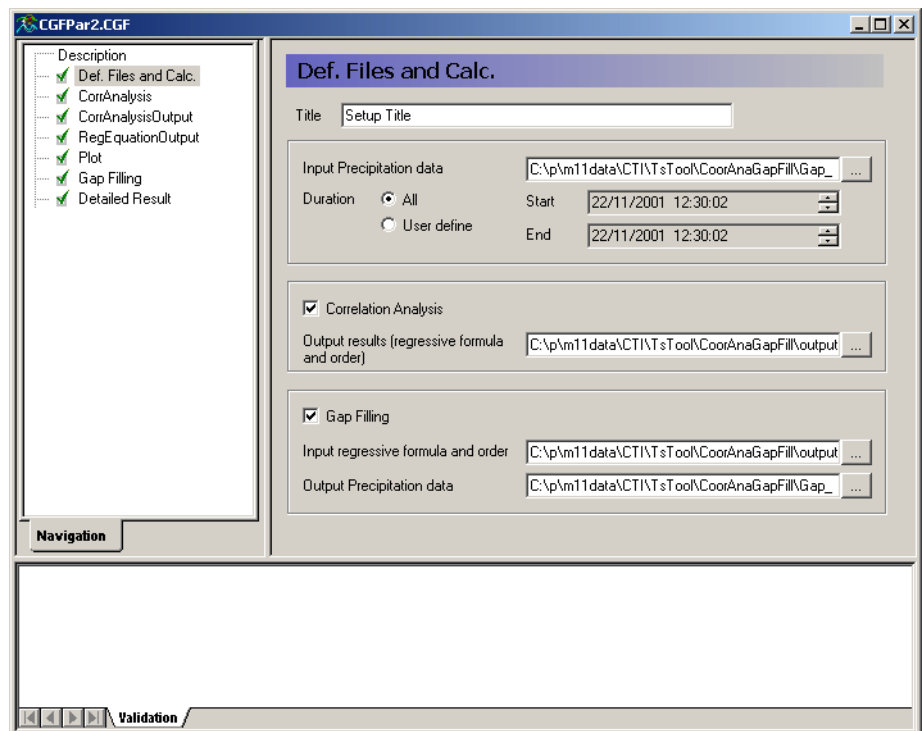 CGFPar2.CGF
Description
Def. Files and Calc.
CorrAnalysis
CorrAnalysisOutput
RegEquationOutput
Plot
Gap Filling
Detailed Result
Navigation
Def. Files and Calc.
Title Setup Title
Input Precipitation data C:\p\m11data\CTI\TsTool\CoorAnaGapFill\Gap_ ...
Duration All Start 22/11/2001 12:30:02
User define End 22/11/2001 12:30:02
Correlation Analysis
Output results (regressive formula
and order) C:\p\m11data\CTI\TsTool\CoorAnaGapFill\output ...
Gap Filling
Input regressive formula and order C:\p\m11data\CTI\TsTool\CoorAnaGapFill\output ...
Output Precipitation data C:\p\m11data\CTI\TsTool\CoorAnaGapFill\Gap_ ...
Validation